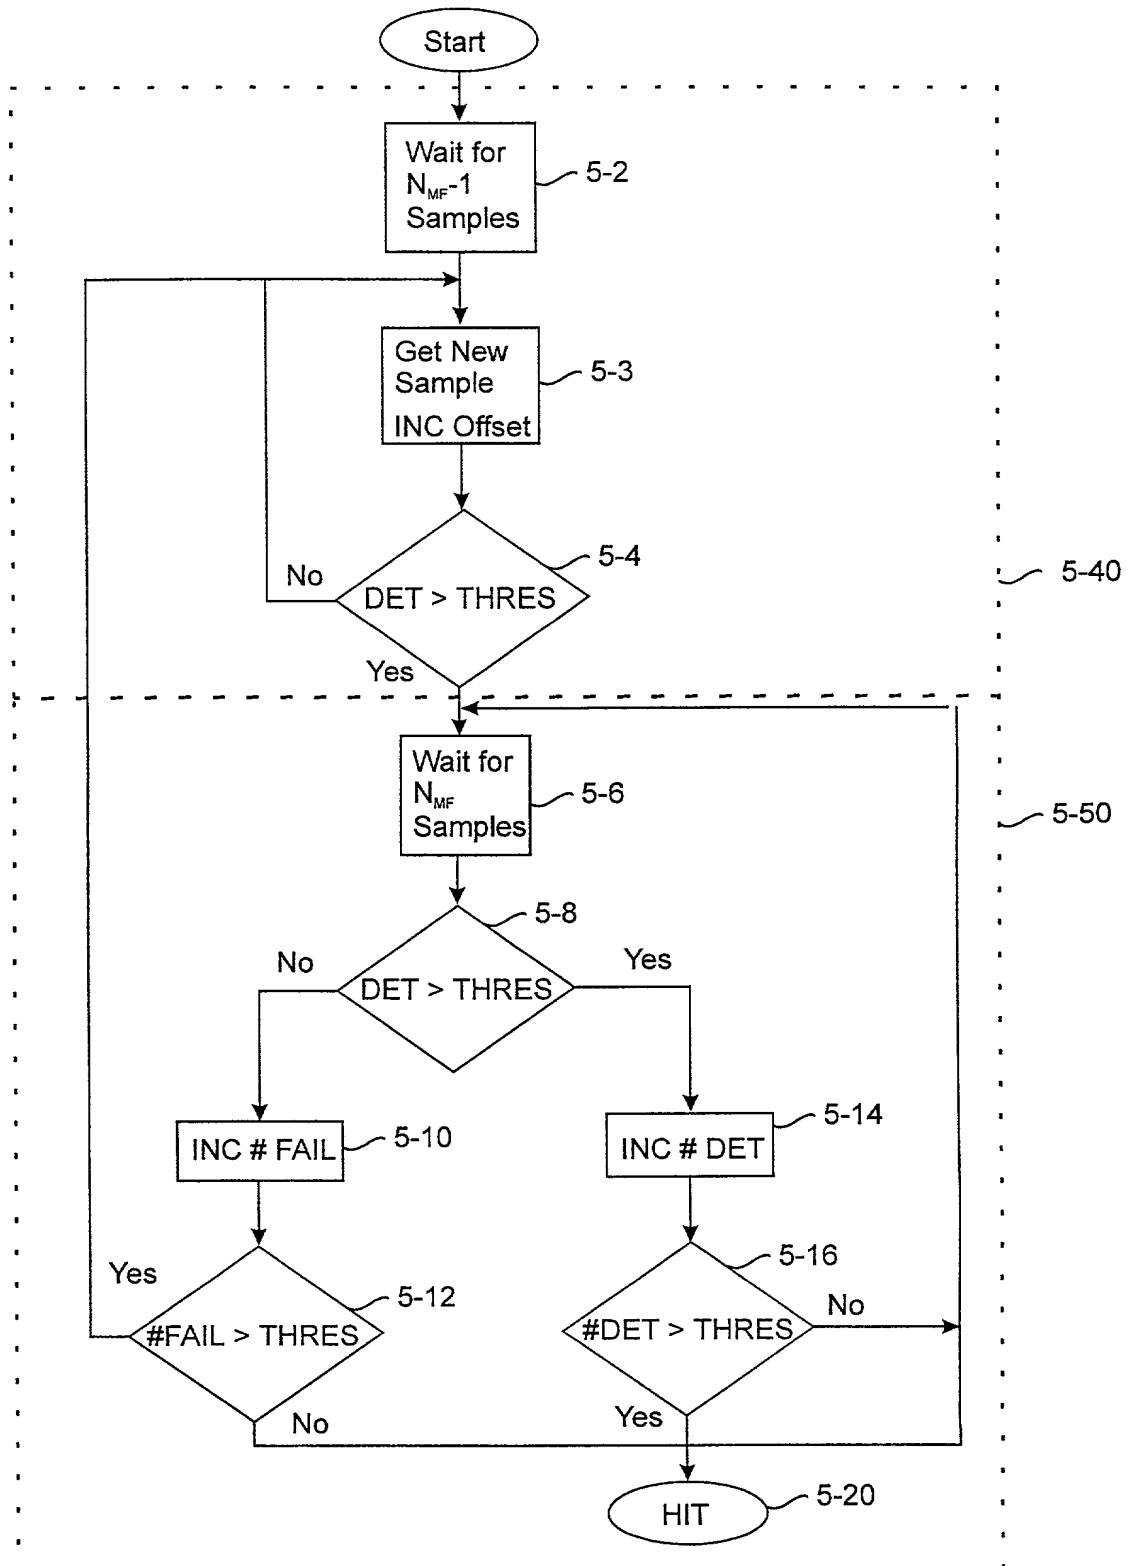 Start
Wait for
N_MF-1
Samples
5-2
Get New
Sample
INC Offset
5-3
5-4
No
DET > THRES
5-40
Yes
Wait for
N_MF
Samples
5-6
5-50
5-8
No
Yes
DET > THRES
5-14
5-10
INC # FAIL
INC # DET
5-16
Yes
5-12
No
#FAIL > THRES
#DET > THRES
Yes
No
5-20
HIT